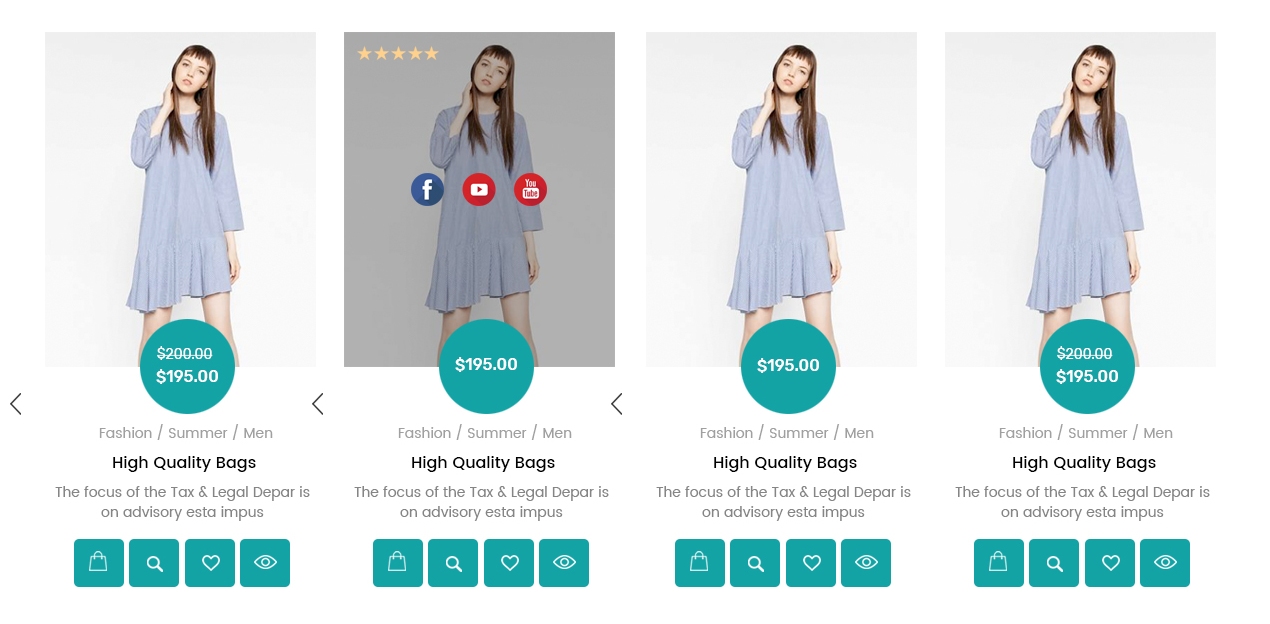 $200.00
$195.00
Fashion / Summer / Men
High Quality Bags
The focus of the Tax & Legal Depar is
on advisory esta impus
You
Tube
$195.00
Fashion / Summer / Men
High Quality Bags
The focus of the Tax & Legal Depar is
on advisory esta impus
$195.00
Fashion / Summer / Men
High Quality Bags
The focus of the Tax & Legal Depar is
on advisory esta impus
$200.00
$195.00
Fashion / Summer / Men
High Quality Bags
The focus of the Tax & Legal Depar is
on advisory esta impus